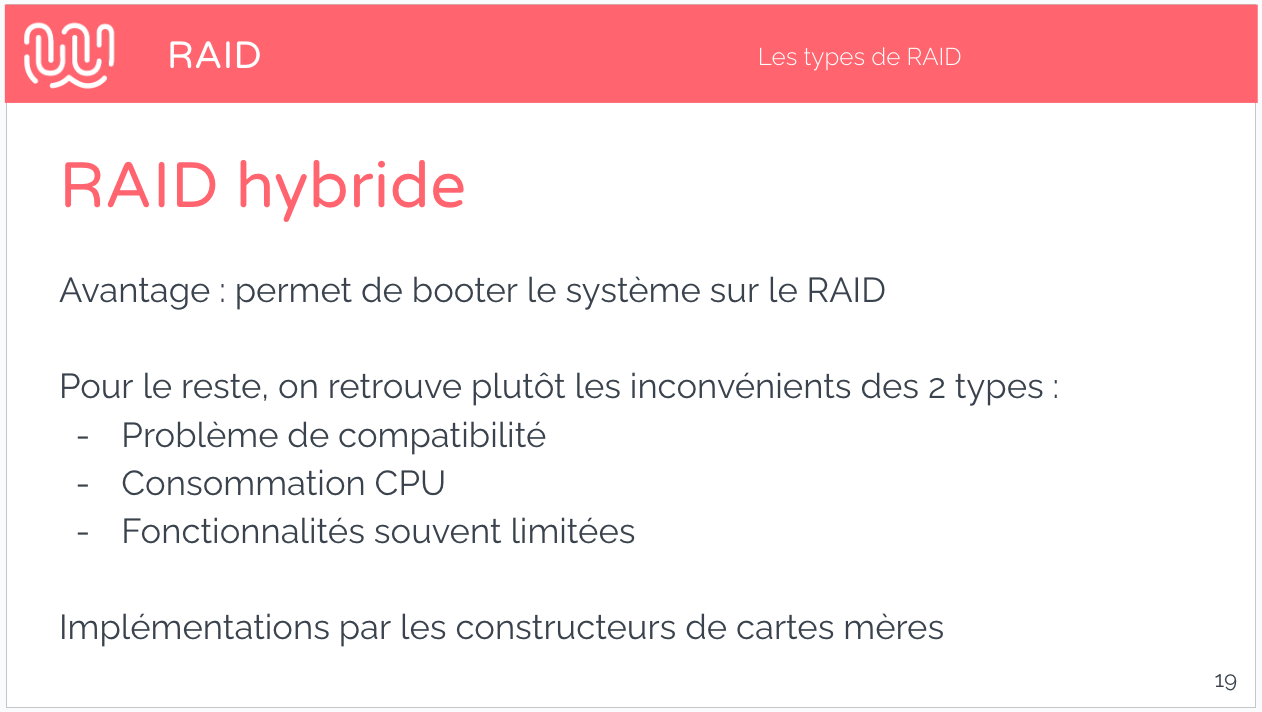 RAID
Les types de RAID
RAID hybride
Avantage : permet de booter le système sur le RAID
Pour le reste, on retrouve plutôt les inconvénients des 2 types :
- Problème de compatibilité
- Consommation CPU
- Fonctionnalités souvent limitées
Implémentations par les constructeurs de cartes mères
19